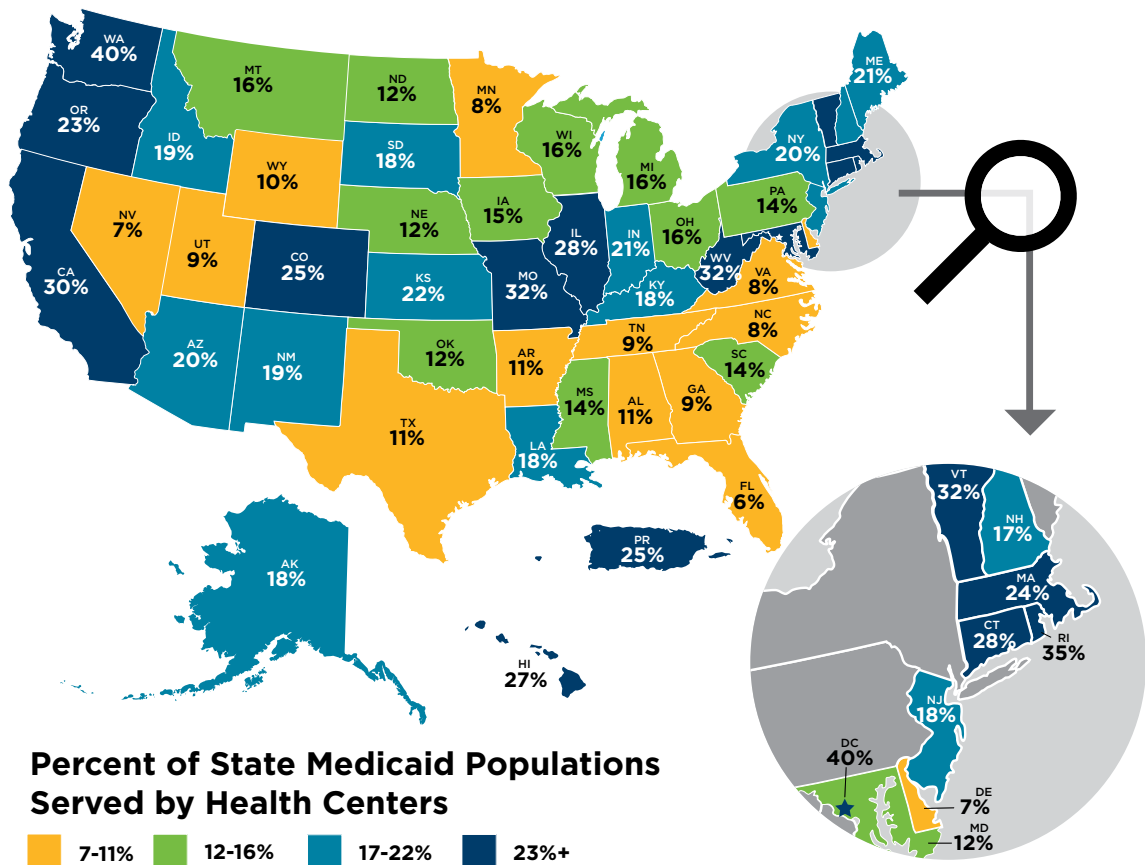 WA
40%
OR
23%
CA
30%
NV
7%
ID
19%
MT
16%
WY
10%
UT
9%
CO
25%
AZ
20%
NM
19%
ND
12%
SD
18%
NE
12%
KS
22%
OK
12%
TX
11%
MN
8%
IA
15%
MO
32%
AR
11%
LA
18%
WI
16%
IL
28%
MI
16%
IN
21%
OH
16%
KY
18%
TN
9%
MS
14%
AL
11%
GA
9%
FL
6%
SC
14%
NC
8%
VA
8%
WV
32%
PA
14%
NY
20%
ME
21%
AK
18%
HI
27%
PR
25%
VT
32%
NH
17%
MA
24%
CT
28%
RI
35%
NJ
18%
DC
40%
DE
7%
MD
12%
Percent of State Medicaid Populations
Served by Health Centers
7-11% 12-16% 17-22% 23%+